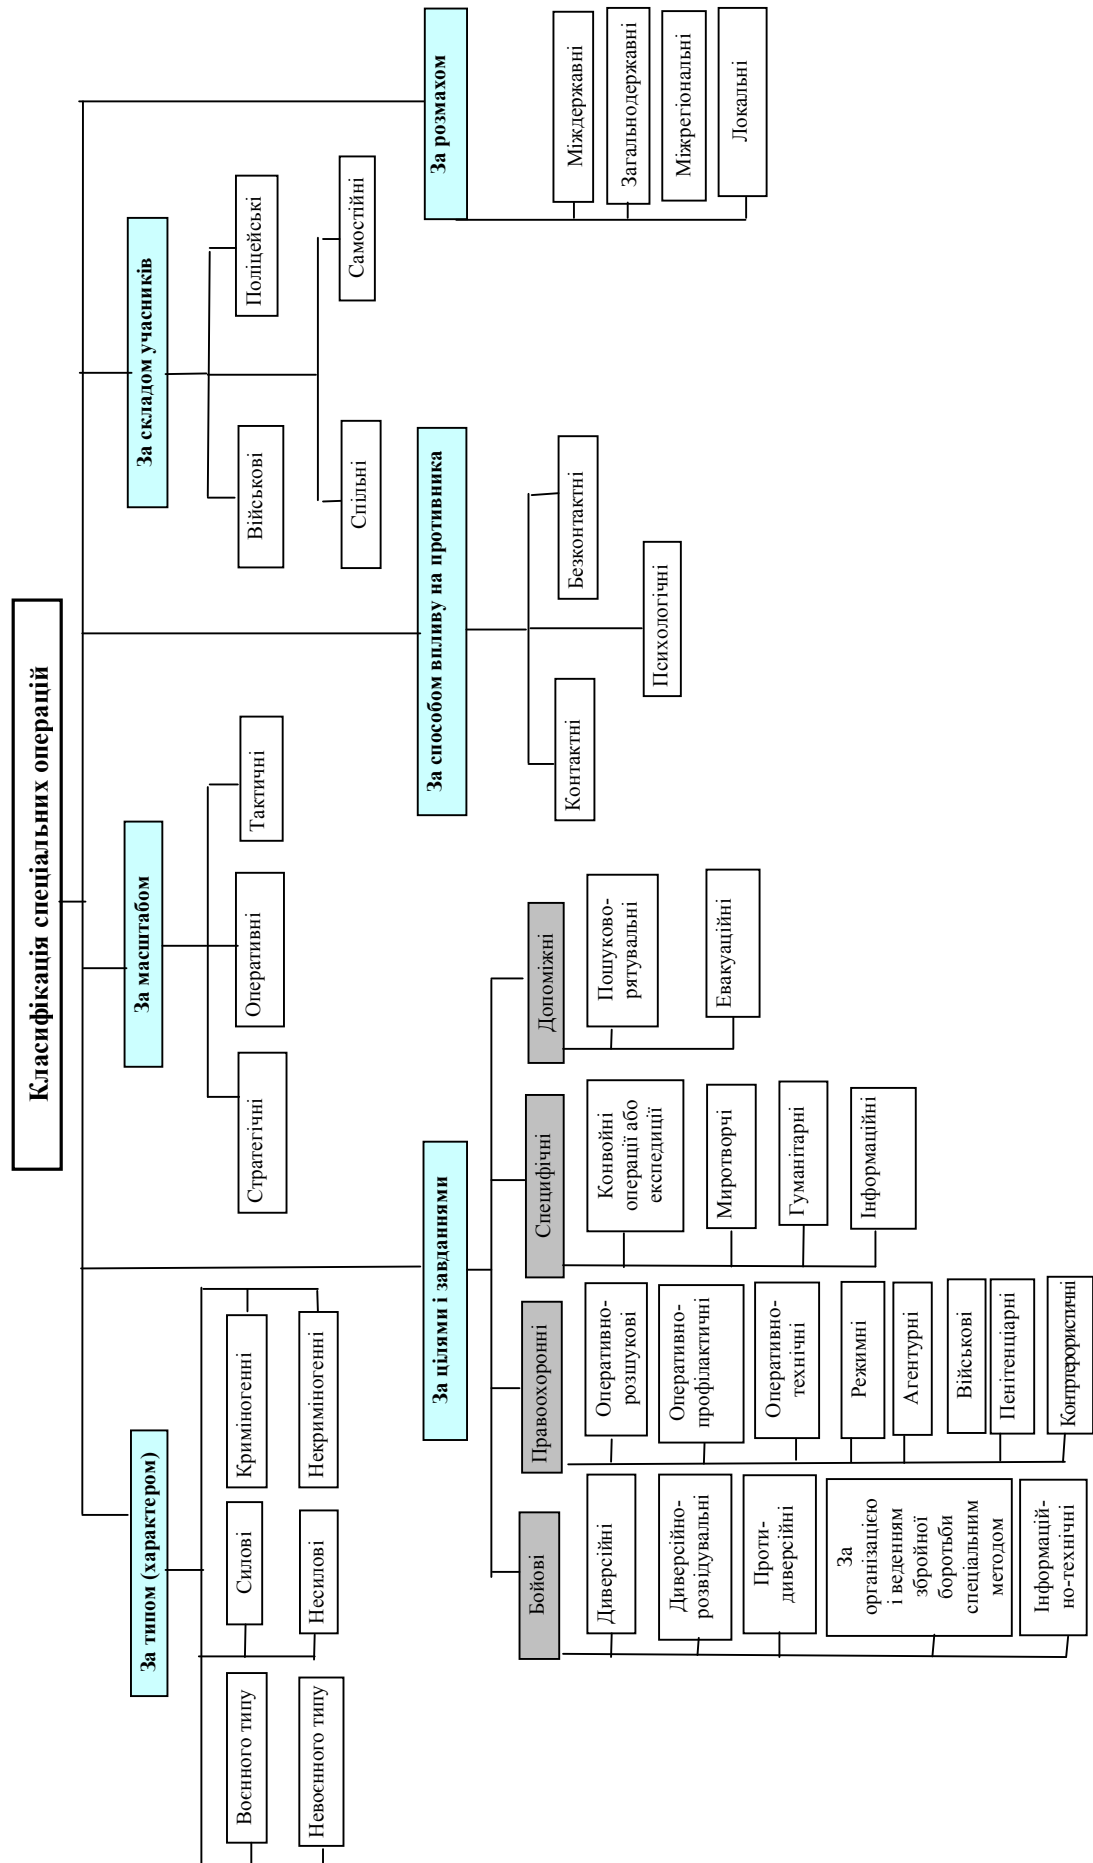 Класифікація спеціальних операцій
За типом (характером)
За масштабом
За складом учасників
Воєнного типу
Силові
Криміногенні
Стратегічні
Оперативні
Тактичні
Військові
Поліцейські
Невоєнного типу
Несилові
Некриміногенні
Спільні
Самостійні
За цілями і завданнями
За способом впливу на противника
За розмахом
Бойові
Правоохоронні
Специфічні
Допоміжні
Контактні
Безконтактні
Психологічні
Міждержавні
Загальнодержавні
Міжрегіональні
Локальні
Диверсійні
Диверсійно-
розвідувальні
Проти-
диверсійні
За
організацією
і веденням
збройної
боротьби
спеціальним
методом
Інформацій-
но-технічні
Оперативно-
розшукові
Оперативно-
профілактичні
Оперативно-
технічні
Режимні
Агентурні
Військові
Пенітенціарні
Контртерористичні
Конвойні
операції або
експедиції
Миротворчі
Гуманітарні
Інформаційні
Пошуково-
рятувальні
Евакуаційні